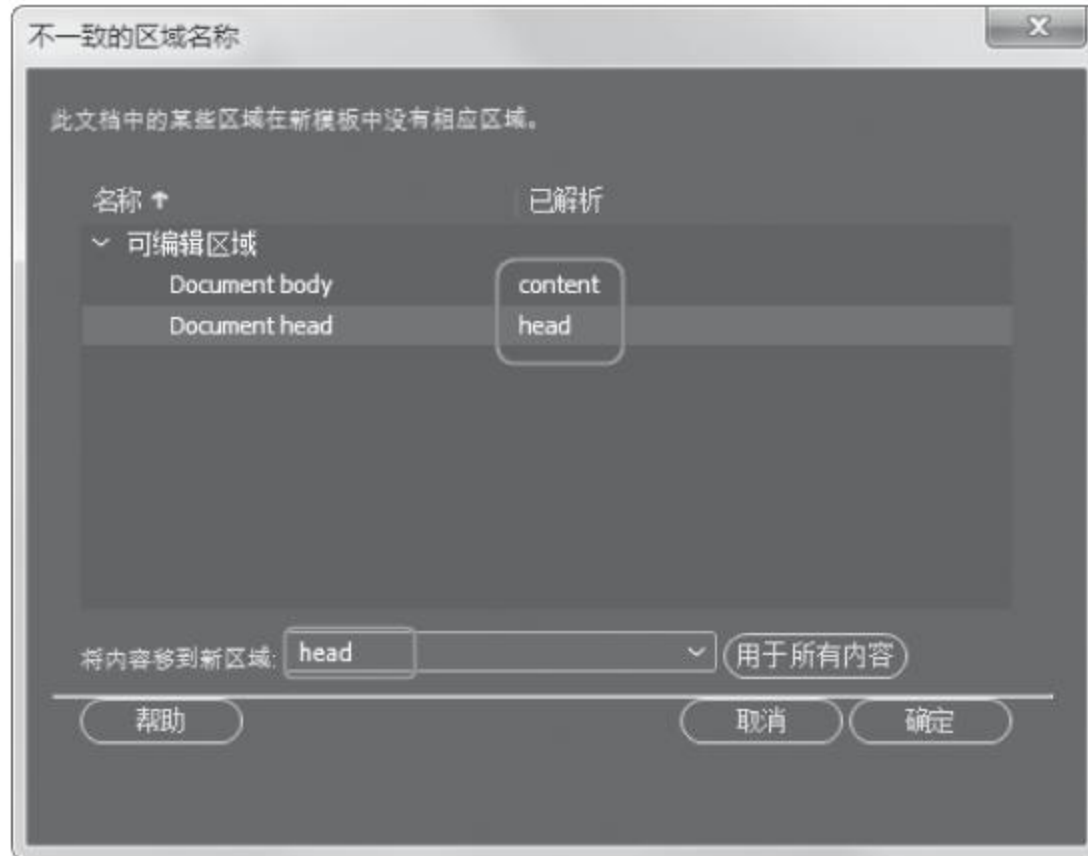 不一致的区域名称
此文档中的某些区域在新模板中没有相应区域。
名称 已解析
可编辑区域
Document body content
Document head head
将内容移到新区域: head 用于所有内容
帮助 取消 确定